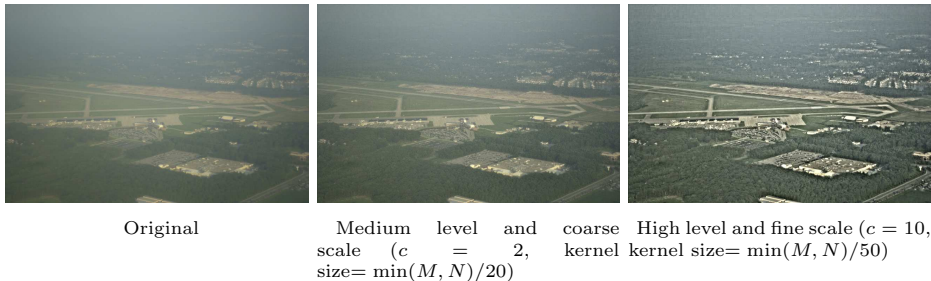 Original
Medium level and coarse
scale (c = 2, kernel
size= min(M, N)/20)
High level and fine scale (c = 10,
kernel size= min(M, N)/50)